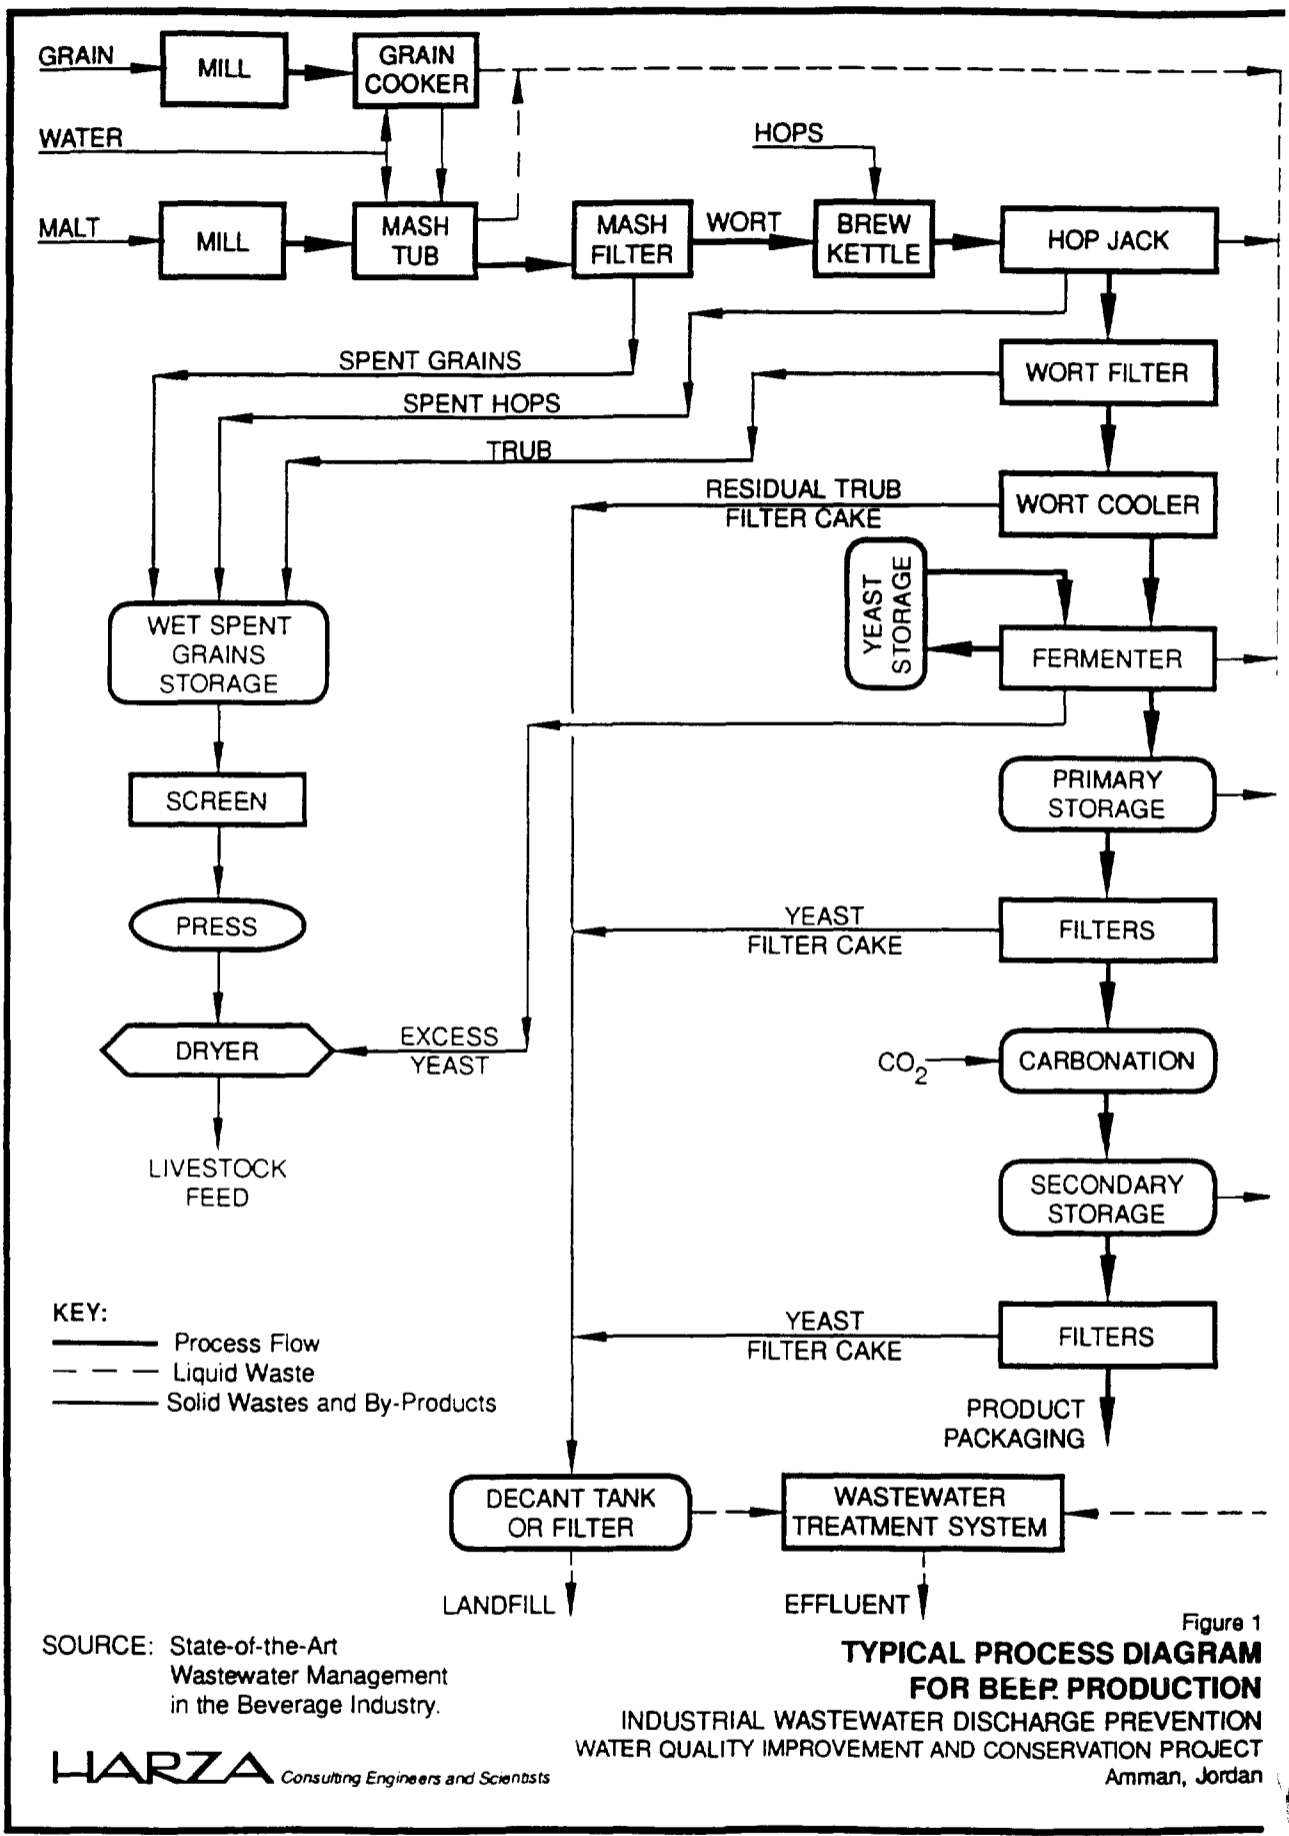 GRAIN
MILL
GRAIN
COOKER
WATER
HOPS
MALT
MILL
MASH
TUB
MASH
FILTER
WORT
BREW
KETTLE
HOP JACK
SPENT GRAINS
WORT FILTER
SPENT HOPS
TRUB
RESIDUAL TRUB
FILTER CAKE
WORT COOLER
YEAST
STORAGE
WET SPENT
GRAINS
STORAGE
FERMENTER
SCREEN
PRIMARY
STORAGE
PRESS
YEAST
FILTER CAKE
FILTERS
DRYER
EXCESS
YEAST
CO2
CARBONATION
LIVESTOCK
FEED
SECONDARY
STORAGE
KEY:
Process Flow
Liquid Waste
Solid Wastes and By-Products
YEAST
FILTER CAKE
FILTERS
PRODUCT
PACKAGING
DECANT TANK
OR FILTER
WASTEWATER
TREATMENT SYSTEM
LANDFILL
EFFLUENT
SOURCE: State-of-the-Art
Wastewater Management
in the Beverage Industry.
Figure 1
TYPICAL PROCESS DIAGRAM
FOR BEER PRODUCTION
INDUSTRIAL WASTEWATER DISCHARGE PREVENTION
WATER QUALITY IMPROVEMENT AND CONSERVATION PROJECT
Amman, Jordan
HARZA Consulting Engineers and Scientists